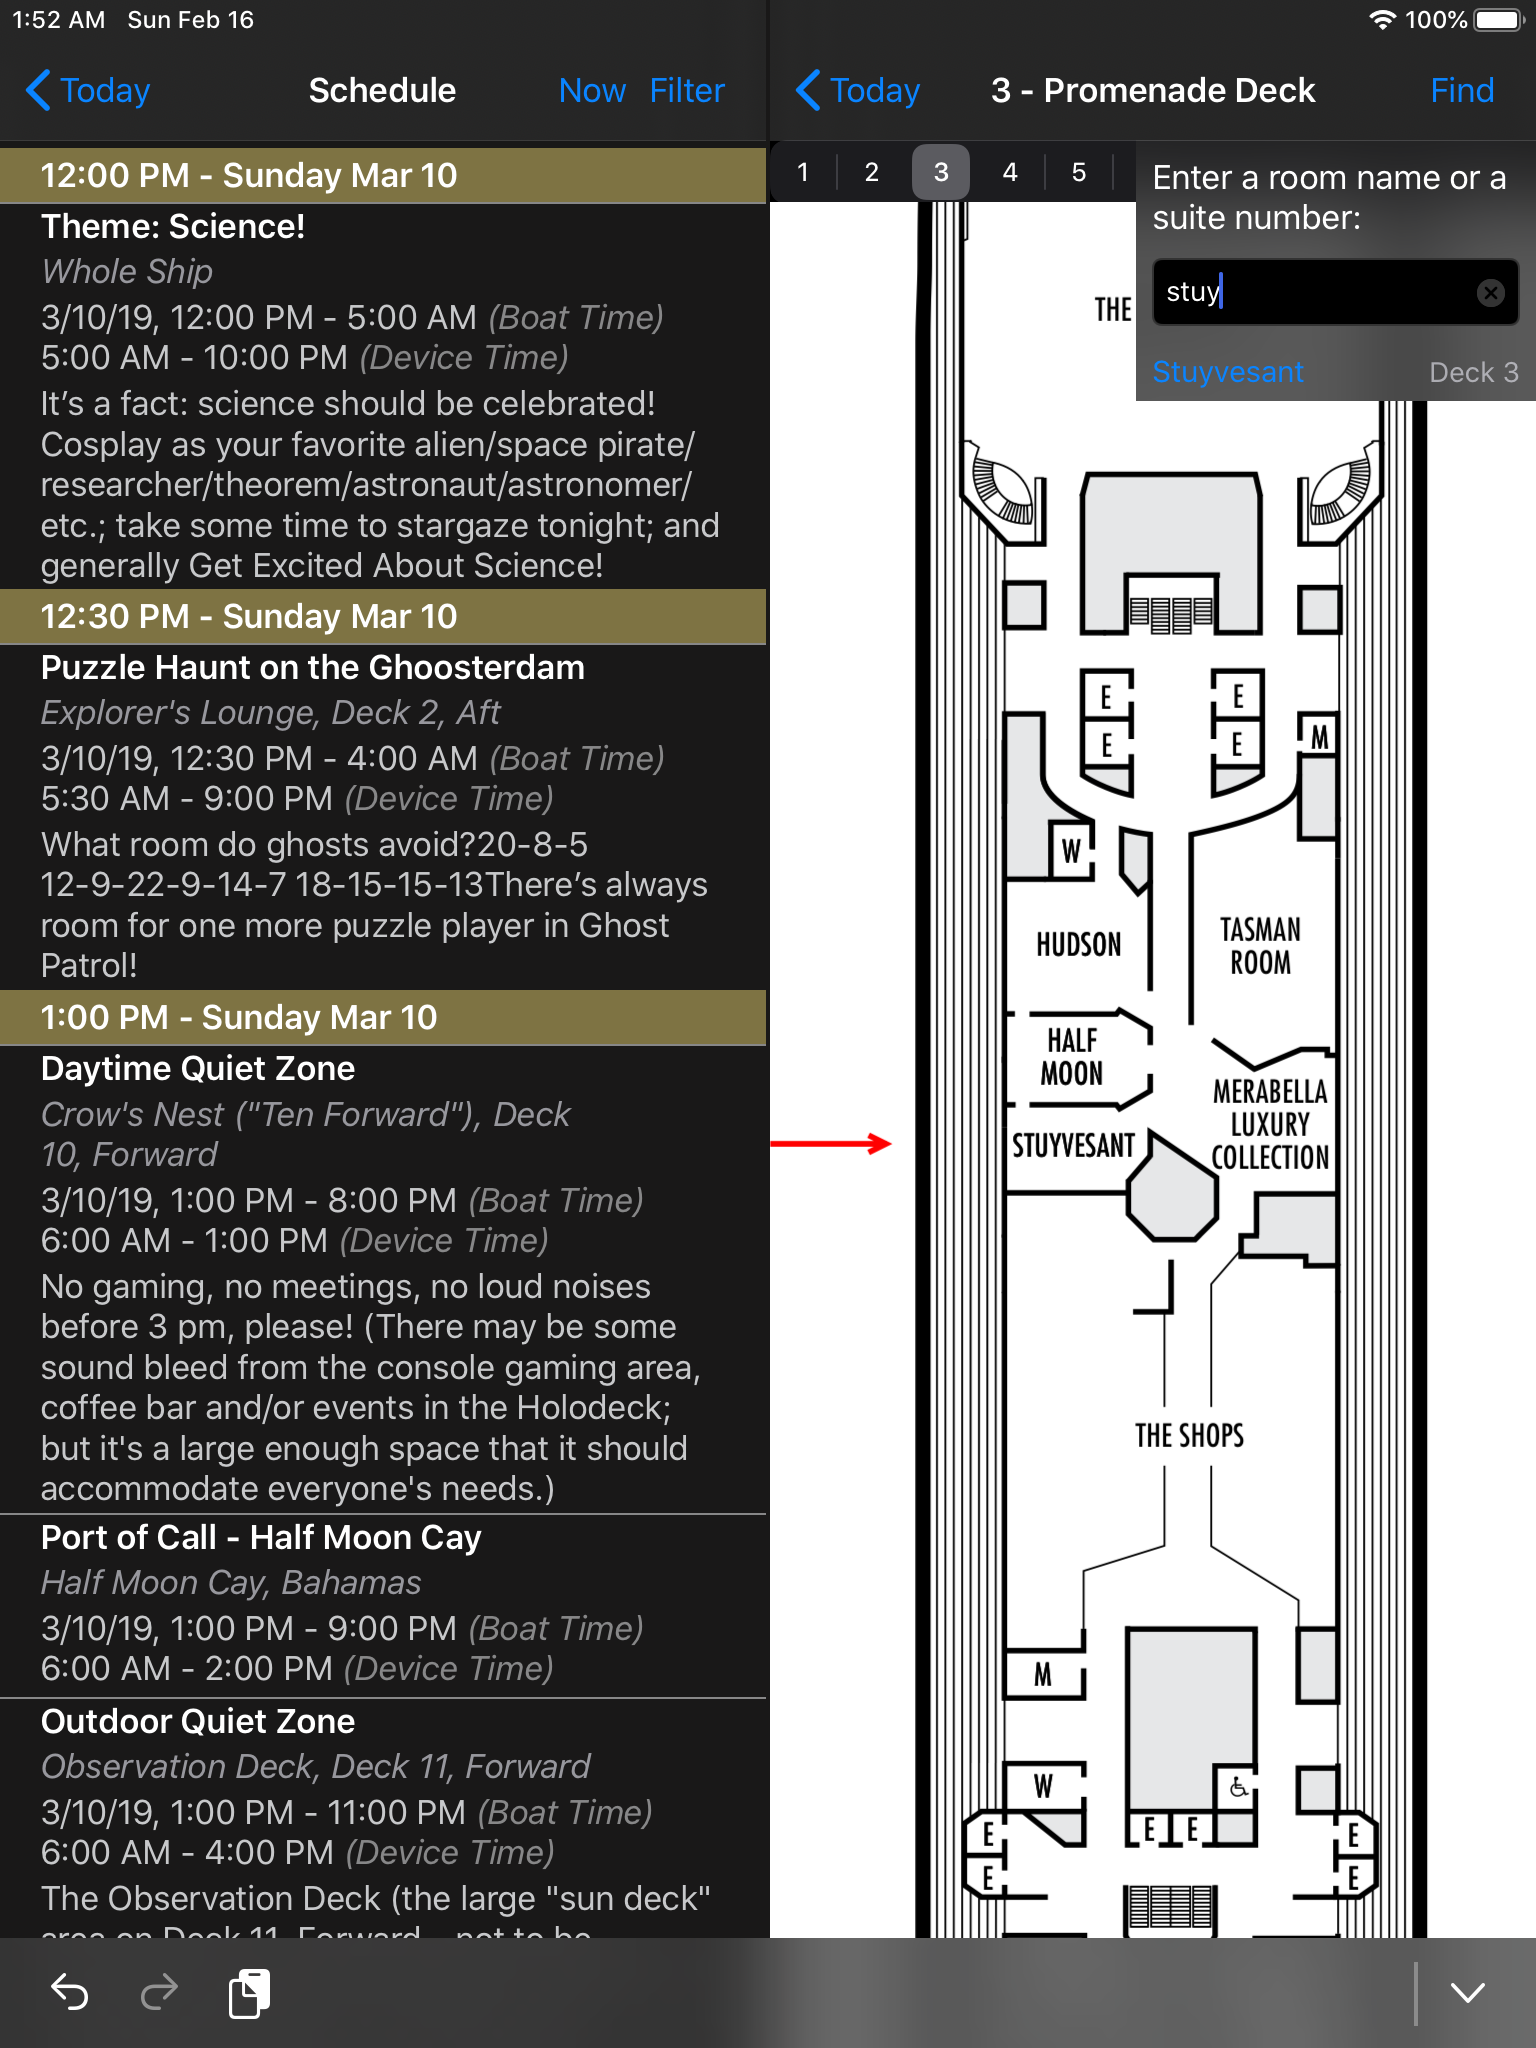 1:52 AM Sun Feb 16
100%
Today
Schedule
Now Filter
12:00 PM - Sunday Mar 10
Theme: Science!
Whole Ship
3/10/19, 12:00 PM - 5:00 AM (Boat Time)
5:00 AM - 10:00 PM (Device Time)
It’s a fact: science should be celebrated!
Cosplay as your favorite alien/space pirate/
researcher/theorem/astronaut/astronomer/
etc.; take some time to stargaze tonight; and
generally Get Excited About Science!
12:30 PM - Sunday Mar 10
Puzzle Haunt on the Ghoosterdam
Explorer's Lounge, Deck 2, Aft
3/10/19, 12:30 PM - 4:00 AM (Boat Time)
5:30 AM - 9:00 PM (Device Time)
What room do ghosts avoid?20-8-5
12-9-22-9-14-7 18-15-15-13There’s always
room for one more puzzle player in Ghost
Patrol!
1:00 PM - Sunday Mar 10
Daytime Quiet Zone
Crow's Nest ("Ten Forward"), Deck
10, Forward
3/10/19, 1:00 PM - 8:00 PM (Boat Time)
6:00 AM - 1:00 PM (Device Time)
No gaming, no meetings, no loud noises
before 3 pm, please! (There may be some
sound bleed from the console gaming area,
coffee bar and/or events in the Holodeck;
but it's a large enough space that it should
accommodate everyone's needs.)
Port of Call - Half Moon Cay
Half Moon Cay, Bahamas
3/10/19, 1:00 PM - 9:00 PM (Boat Time)
6:00 AM - 2:00 PM (Device Time)
Outdoor Quiet Zone
Observation Deck, Deck 11, Forward
3/10/19, 1:00 PM - 11:00 PM (Boat Time)
6:00 AM - 4:00 PM (Device Time)
The Observation Deck (the large "sun deck"
area on Deck 11, Forward - not to be
Today
3 - Promenade Deck
Find
1 2 3 4 5
Enter a room name or a
suite number:
stuy
Stuyvesant Deck 3
THE
E E
E E M
W
HUDSON
TASMAN
ROOM
HALF
MOON
MERABELLA
LUXURY
COLLECTION
STUYVESANT
THE SHOPS
M
W
E E E E
E E